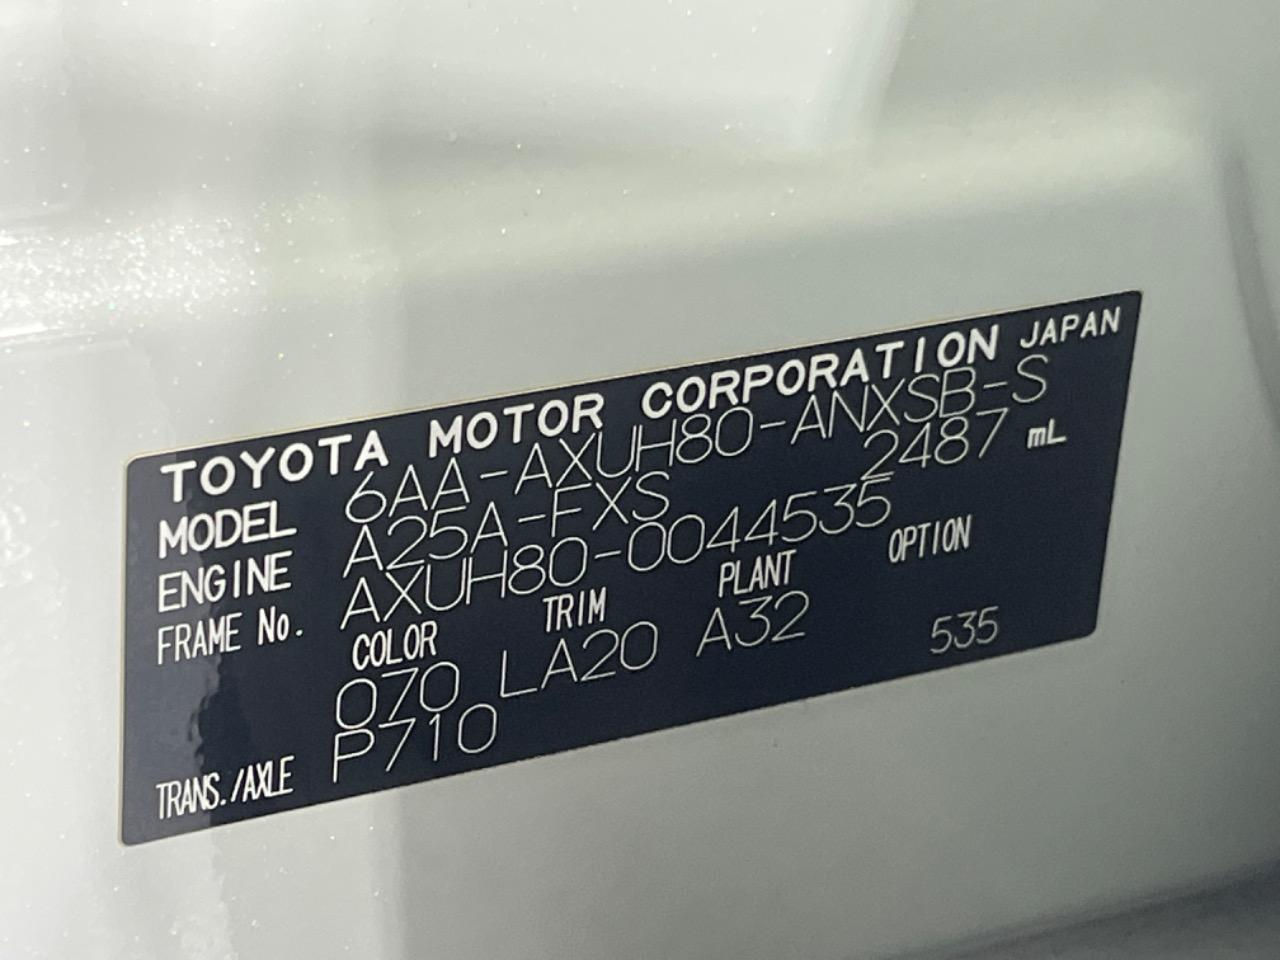 TOYOTA MOTOR CORPORATION JAPAN
MODEL 6AA-AXUH80-ANXSB-S
ENGINE A25A-FXS 2487 mL
FRAME No. AXUH80-0044535
COLOR TRIM PLANT OPTION
070 LA20 A32 535
TRANS./AXLE P710